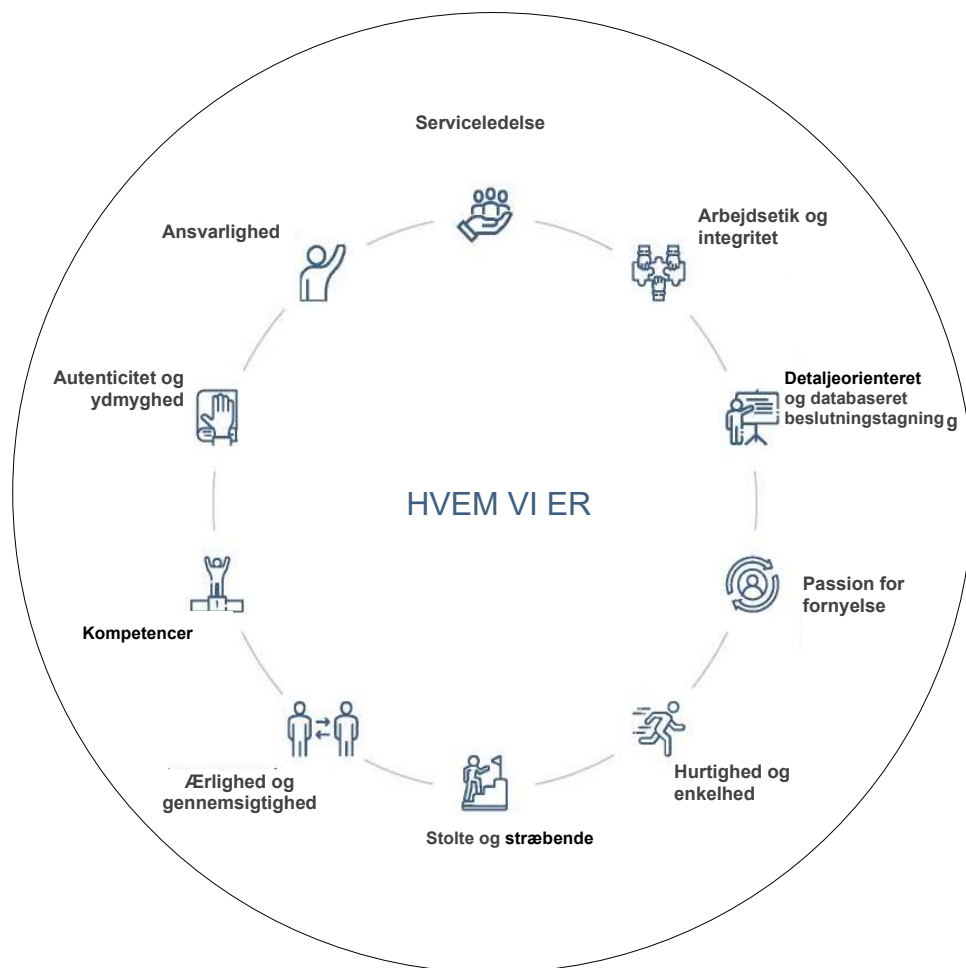 Serviceledelse
Arbejdsetik og
integritet
Detaljeorienteret
og databaseret
beslutningstagning g
Passion for
fornyelse
Hurtighed og
enkelhed
Stolte og stræbende
Ærlighed og
gennemsigtighed
Kompetencer
Autenticitet og
ydmyghed
Ansvarlighed
HVEM VI ER
1